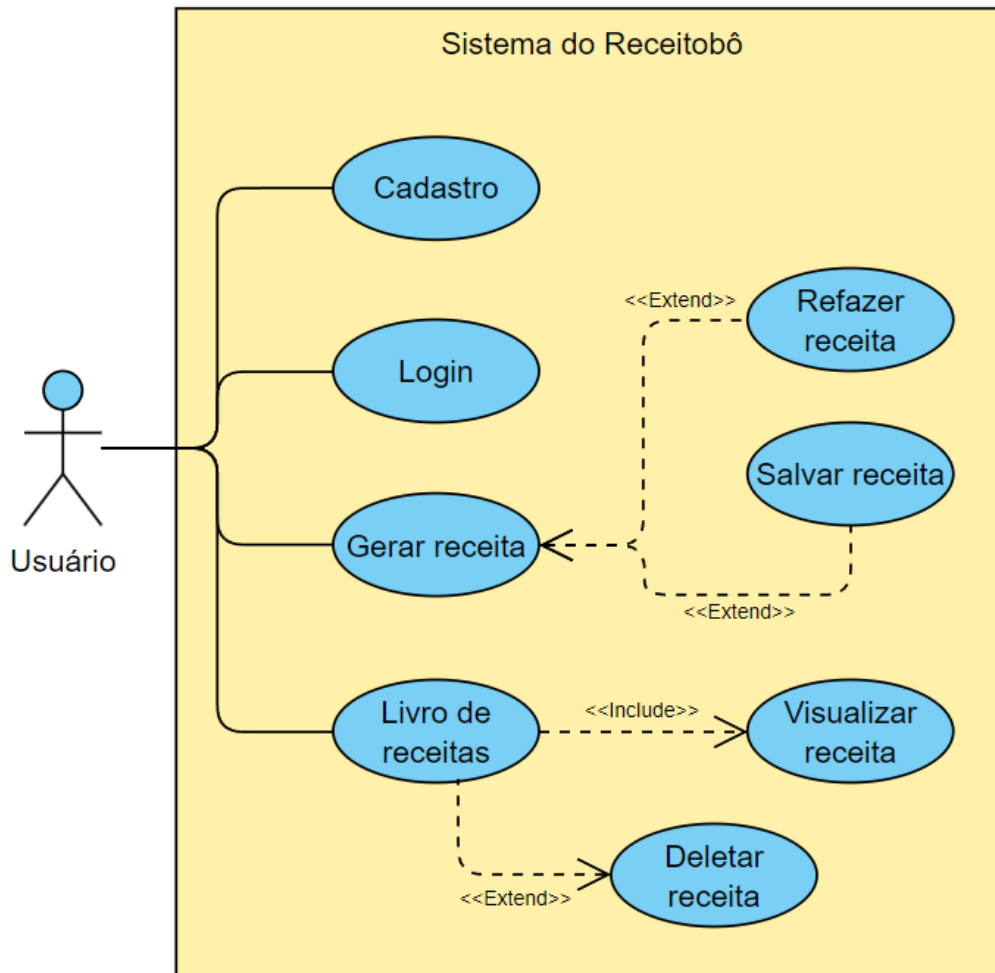 Sistema do Receitobô
Cadastro
<<Extend>>
Refazer
receita
Login
Salvar receita
Usuário
Gerar receita
<<Extend>>
Livro de
receitas
<<Include>>
Visualizar
receita
Deletar
receita
<<Extend>>